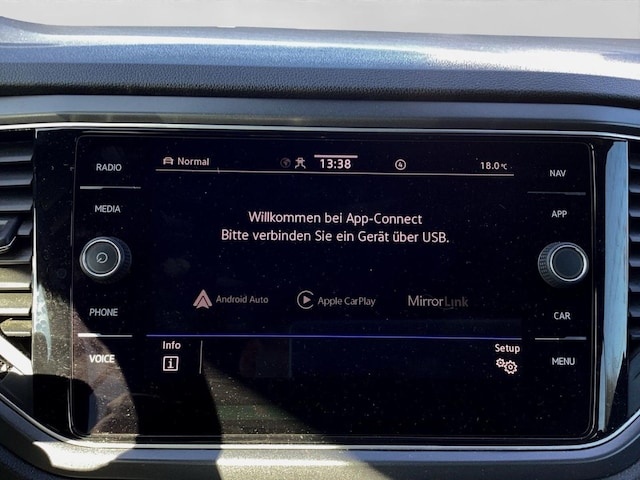 RADIO
MEDIA
PHONE
VOICE
Normal
13:38
4
18.0°C
Willkommen bei App-Connect
Bitte verbinden Sie ein Gerät über USB.
Android Auto
Apple CarPlay
MirrorLink
Info
Setup
NAV
APP
CAR
MENU